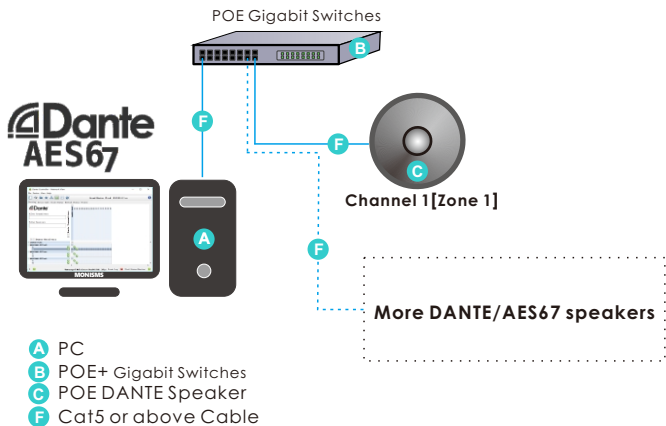 POE Gigabit Switches
B
F
Dante
AES67
F
C
Channel 1[Zone 1]
Dante
A
MONISMS
F
More DANTE/AES67 speakers
A PC
B POE+ Gigabit Switches
C POE DANTE Speaker
F Cat5 or above Cable